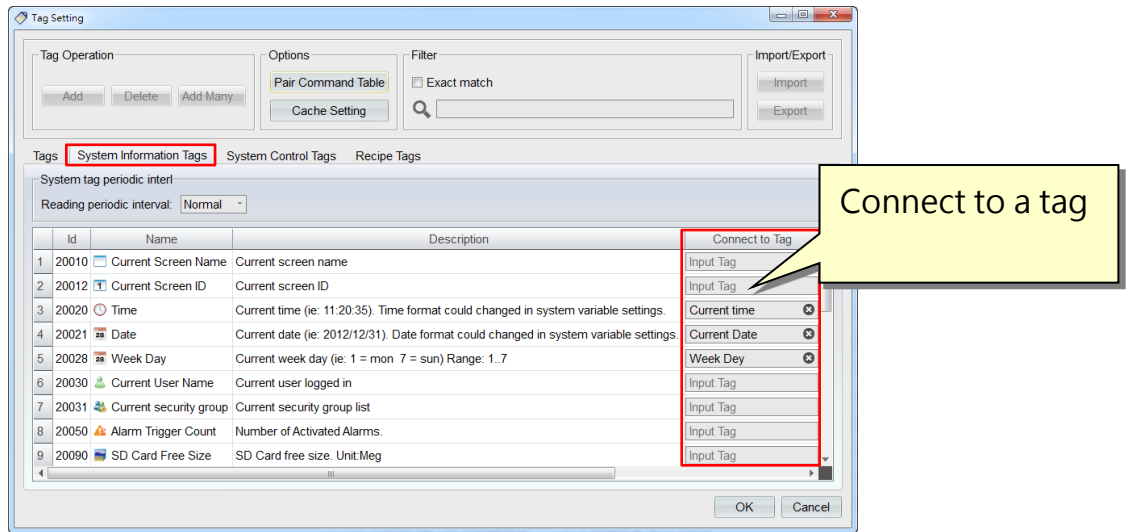 Tag Setting
Tag Operation
Options
Filter
Import/Export
Add
Delete
Add Many...
Pair Command Table
Exact match
Import
Cache Setting
Export
Tags
System Information Tags
System Control Tags
Recipe Tags
System tag periodic interl
Reading periodic interval: Normal
Connect to a tag
Id Name Description Connect to Tag
1 20010 Current Screen Name Current screen name Input Tag
2 20012 Current Screen ID Current screen ID Input Tag
3 20020 Time Current time (ie: 11:20:35). Time format could changed in system variable settings. Current time
4 20021 Date Current date (ie: 2012/12/31). Date format could changed in system variable settings. Current Date
5 20028 Week Day Current week day (ie: 1 = mon 7 = sun) Range: 1..7 Week Dey
6 20030 Current User Name Current user logged in Input Tag
7 20031 Current security group Current security group list Input Tag
8 20050 Alarm Trigger Count Number of Activated Alarms. Input Tag
9 20090 SD Card Free Size SD Card free size. Unit:Meg Input Tag
OK
Cancel